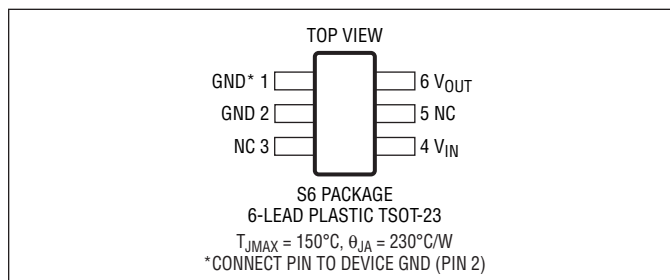 TOP VIEW
GND* 1
6 VOUT
GND 2
5 NC
NC 3
4 VIN
S6 PACKAGE
6-LEAD PLASTIC TSOT-23
TJMAX = 150°C, θJA = 230°C/W
*CONNECT PIN TO DEVICE GND (PIN 2)